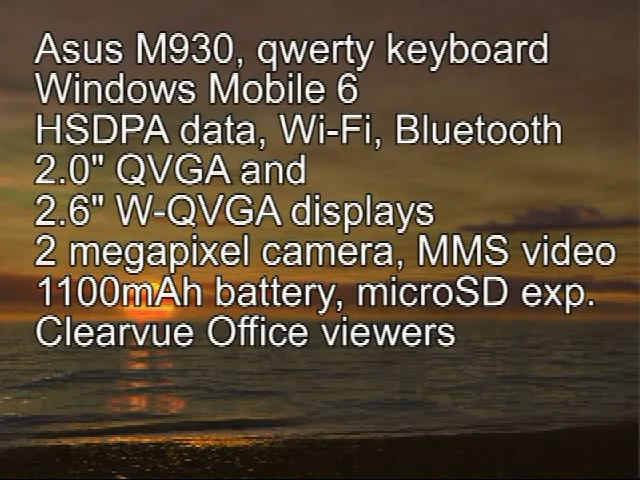 Asus M930, qwerty keyboard
Windows Mobile 6
HSDPA data, Wi-Fi, Bluetooth
2.0" QVGA and
2.6" W-QVGA displays
2 megapixel camera, MMS video
1100mAh battery, microSD exp.
Clearvue Office viewers